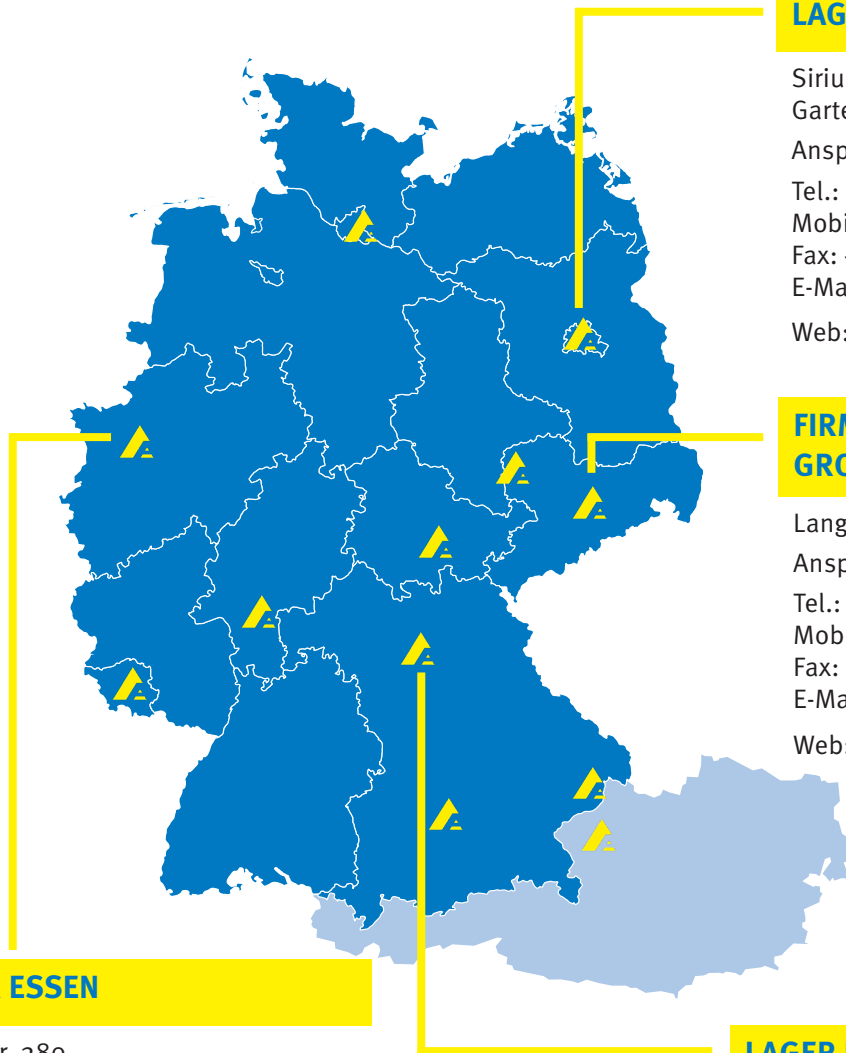 LAG
Siriu
Garte
Ansp
Tel.:
Mobi
Fax:
E-Ma
Web:
FIRM
GRO
Lang
Ansp
Tel.:
Mob
Fax:
E-Ma
Web:
ESSEN
r. 280
LAGER